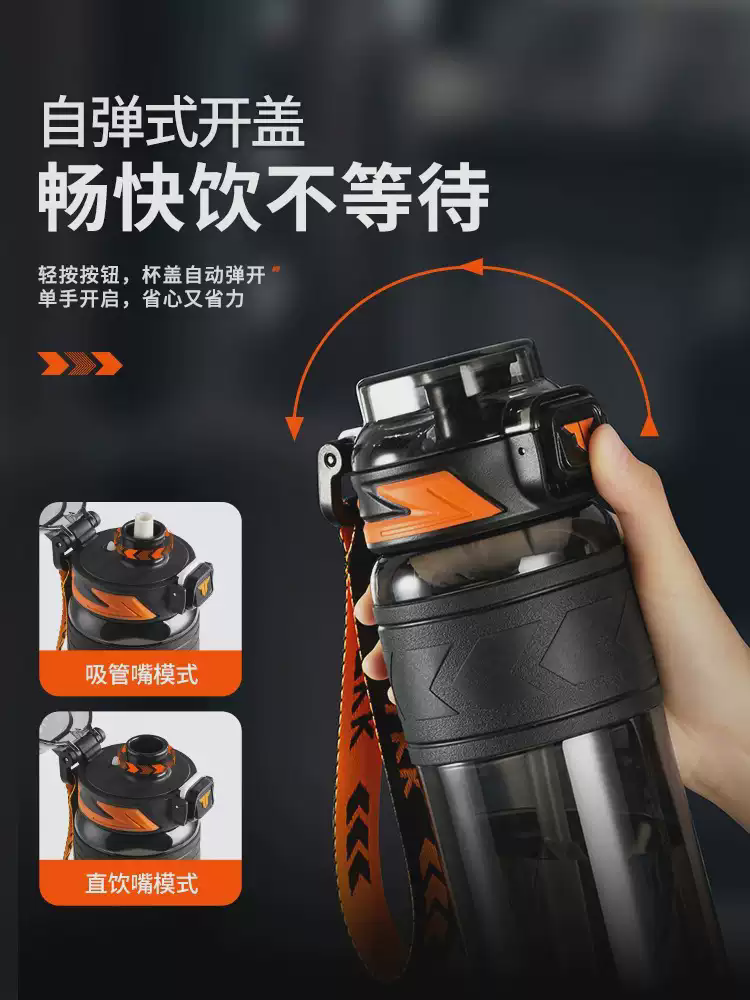 自弹式开盖
畅快饮不等待
轻按按钮，杯盖自动弹开
单手开启，省心又省力
吸管嘴模式
直饮嘴模式